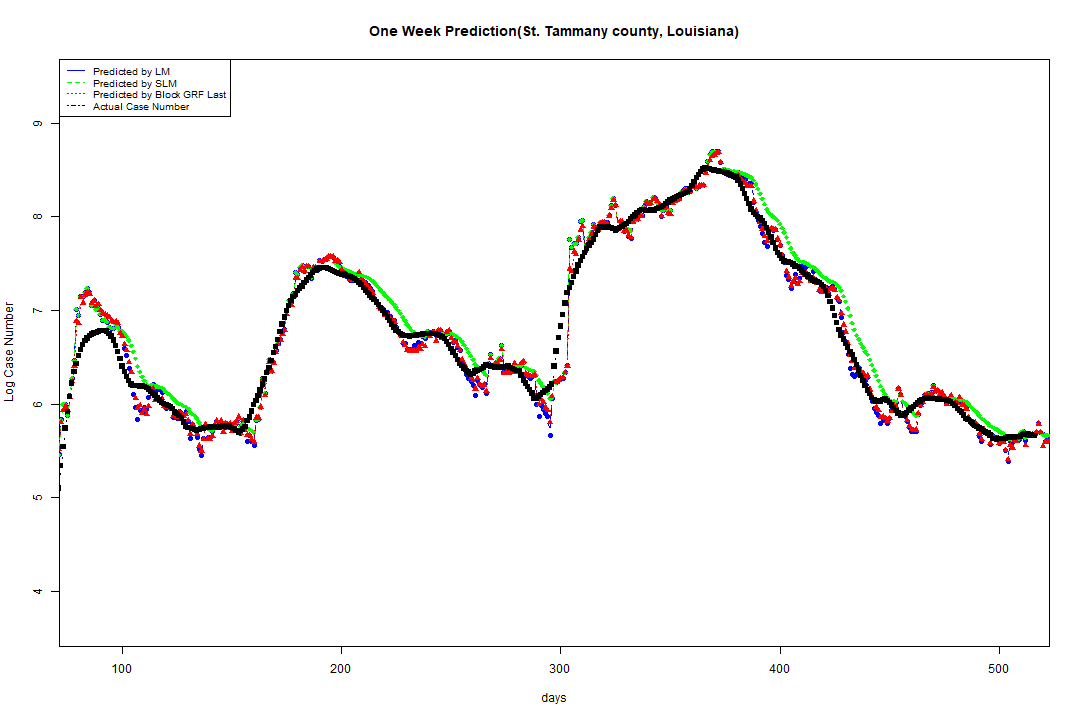 One Week Prediction(St. Tammany county, Louisiana)
Predicted by LM
Predicted by SLM
Predicted by Block GRF Last
Actual Case Number
9
8
7
6
5
4
Log Case Number
100 200 300 400 500
days